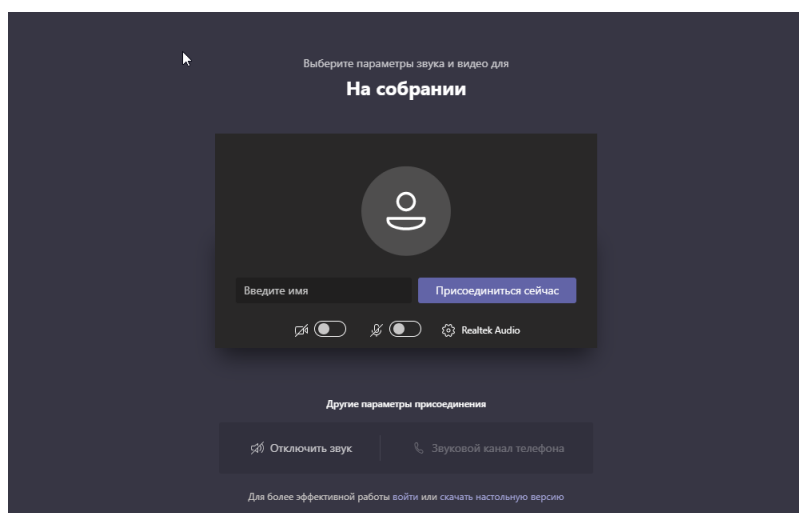 Выберите параметры звука и видео для
На собрании
Введите имя
Присоединиться сейчас
Realtek Audio
Другие параметры присоединения
Отключить звук
Звуковой канал телефона
Для более эффективной работы войти или скачать настольную версию